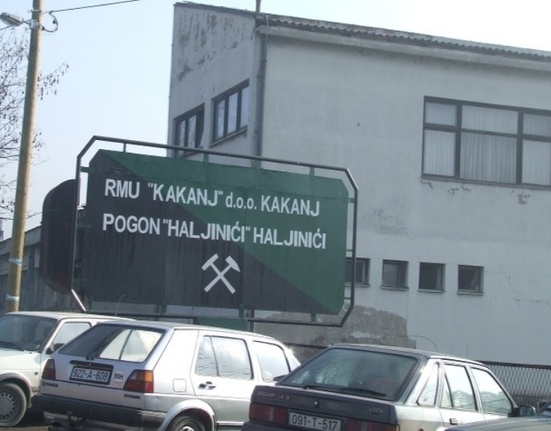 RMU "KAKANJ" d.o.o. KAKANJ
POGON "HALJINIĆI" HALJINIĆI
922-A-608
091-T-517